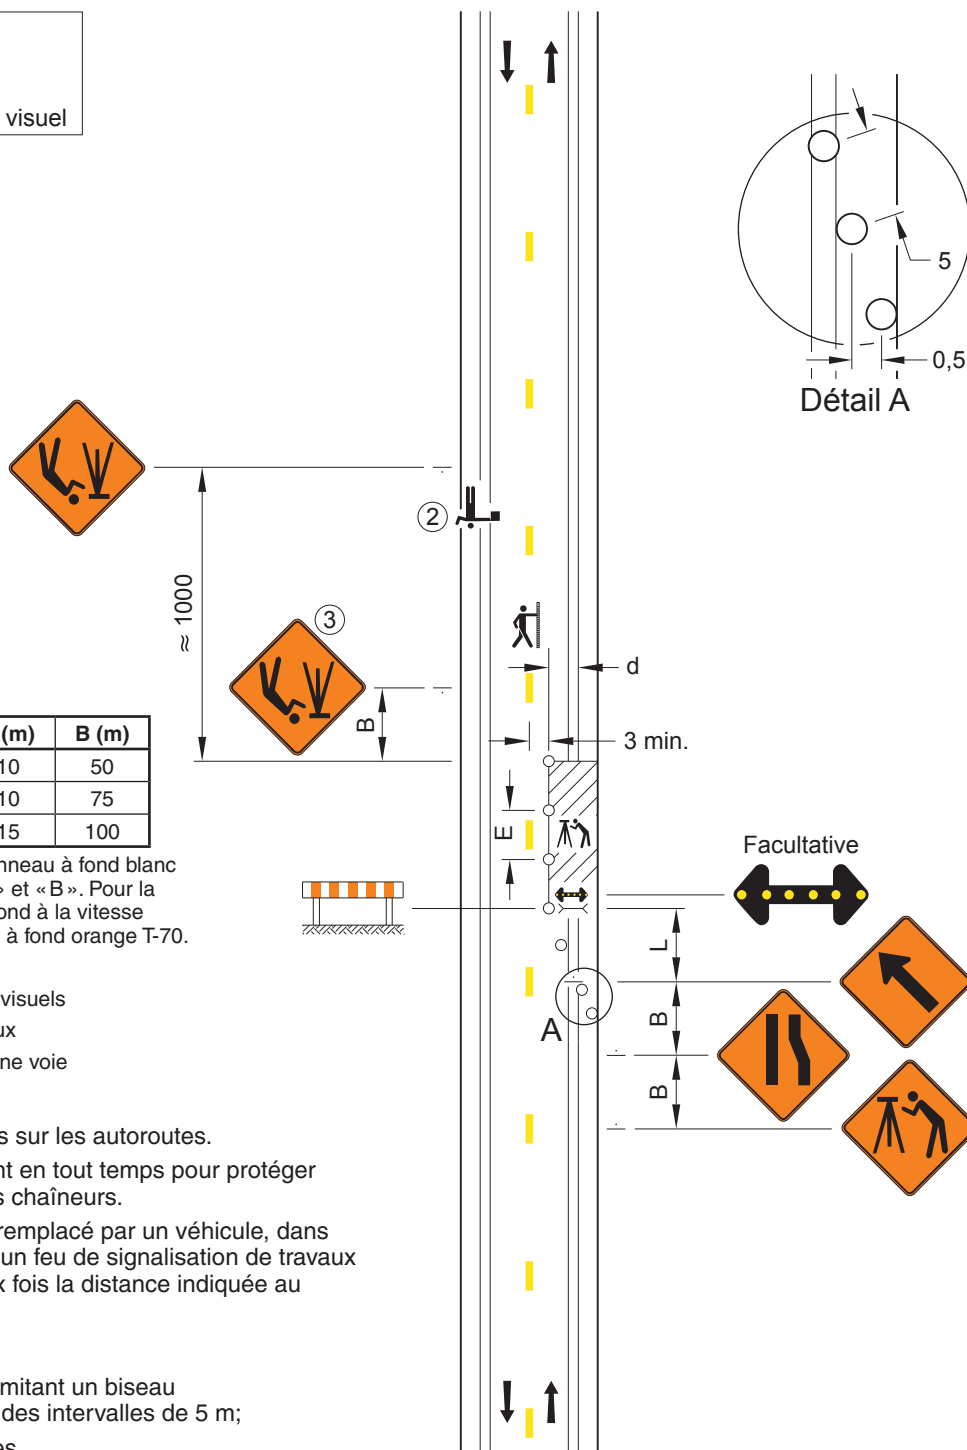 visuel
5
0,5
Détail A
2
≈ 1000
3
d
B
3 min.
(m) B (m)
10 50
10 75
15 100
E
nneau à fond blanc
» et « B ». Pour la
ond à la vitesse
à fond orange T-70.
Facultative
L
visuels
ux
ne voie
A
B
B
s sur les autoroutes.
nt en tout temps pour protéger
s chaîneurs.
remplacé par un véhicule, dans
un feu de signalisation de travaux
x fois la distance indiquée au
mitant un biseau
des intervalles de 5 m;
es